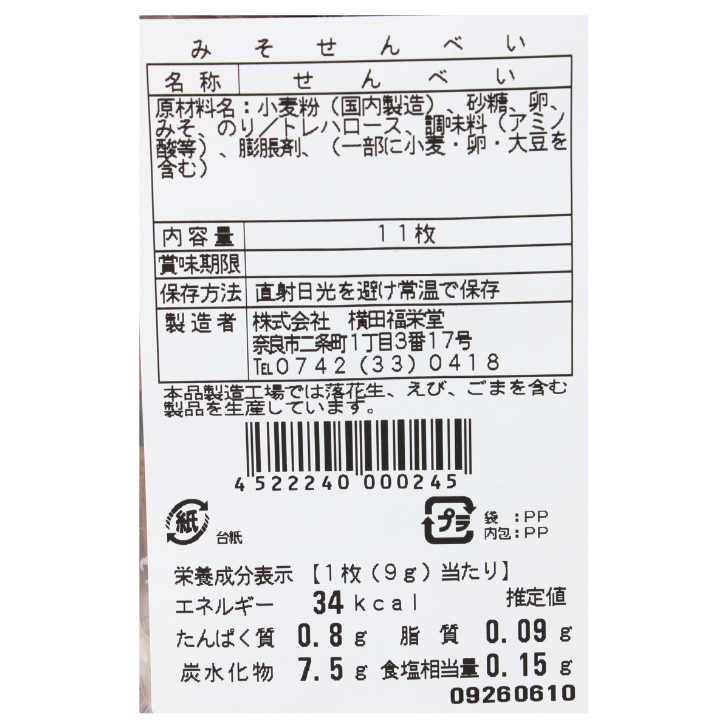 みそせんべい
名称 せんべい
原材料名：小麦粉（国内製造）、砂糖、卵、
みそ、のり／トレハロース、調味料（アミノ
酸等）、膨脹剤、（一部に小麦・卵・大豆を
含む）
内容量 １１枚
賞味期限
保存方法 直射日光を避け常温で保存
製造者 株式会社 横田福栄堂
奈良市二条町1丁目3番17号
℡０７４２（３３）０４１８
本品製造工場では落花生、えび、ごまを含む
製品を生産しています。
4 522240 000245
紙 台紙
プラ 袋 ：PP
内包：PP
栄養成分表示 【１枚（９ｇ）当たり】
エネルギー 34 kcal 推定値
たんぱく質 0.8 g 脂質 0.09 g
炭水化物 7.5 g 食塩相当量 0.15 g
09260610